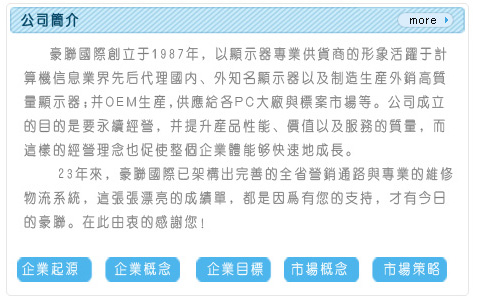 公司簡介
more
豪聯國際創立于1987年，以顯示器專業供貨商的形象活躍于計
算機信息業界先后代理國內、外知名顯示器以及制造生產外銷高質
量顯示器;并OEM生產,供應給各PC大廠與標案市場等。公司成立
的目的是要永續經營，并提升產品性能、價值以及服務的質量，而
這樣的經營理念也促使整個企業體能够快速地成長。
23年來，豪聯國際已架構出完善的全省營銷通路與專業的維修
物流系統，這張張漂亮的成績單，都是因爲有您的支持，才有今日
的豪聯。在此由衷的感謝您!
企業起源 企業概念 企業目標 市場概念 市場策略